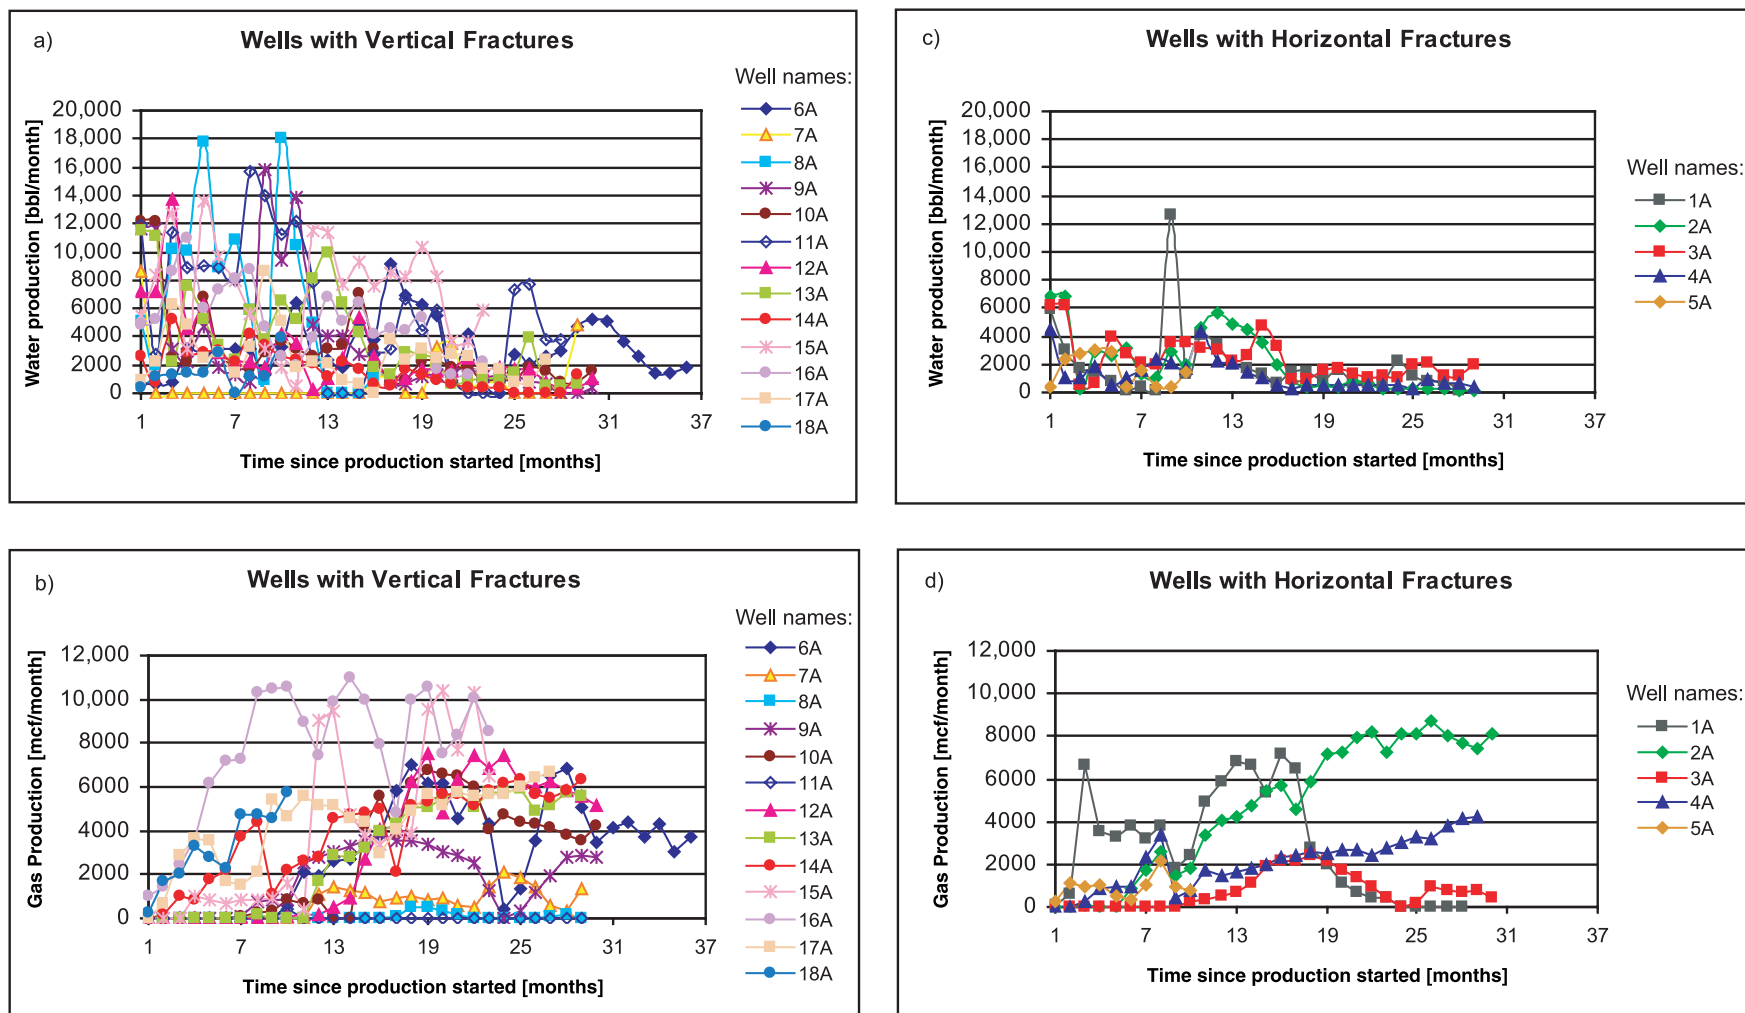 a)
Wells with Vertical Fractures
Well names:
20,000
18,000
16,000
14,000
12,000
10,000
8000
6000
4000
2000
0
1 7 13 19 25 31 37
Water production [bbl/month]
Time since production started [months]
6A
7A
8A
9A
10A
11A
12A
13A
14A
15A
16A
17A
18A
c)
Wells with Horizontal Fractures
20,000
18,000
16,000
14,000
12,000
10,000
8000
6000
4000
2000
0
1 7 13 19 25 31 37
Water production [bbl/month]
Time since production started [months]
Well names:
1A
2A
3A
4A
5A
b)
Wells with Vertical Fractures
Well names:
12,000
10,000
8000
6000
4000
2000
0
1 7 13 19 25 31 37
Gas Production [mcf/month]
Time since production started [months]
6A
7A
8A
9A
10A
11A
12A
13A
14A
15A
16A
17A
18A
d)
Wells with Horizontal Fractures
12,000
10,000
8000
6000
4000
2000
0
1 7 13 19 25 31 37
Gas Production [mcf/month]
Time since production started [months]
Well names:
1A
2A
3A
4A
5A